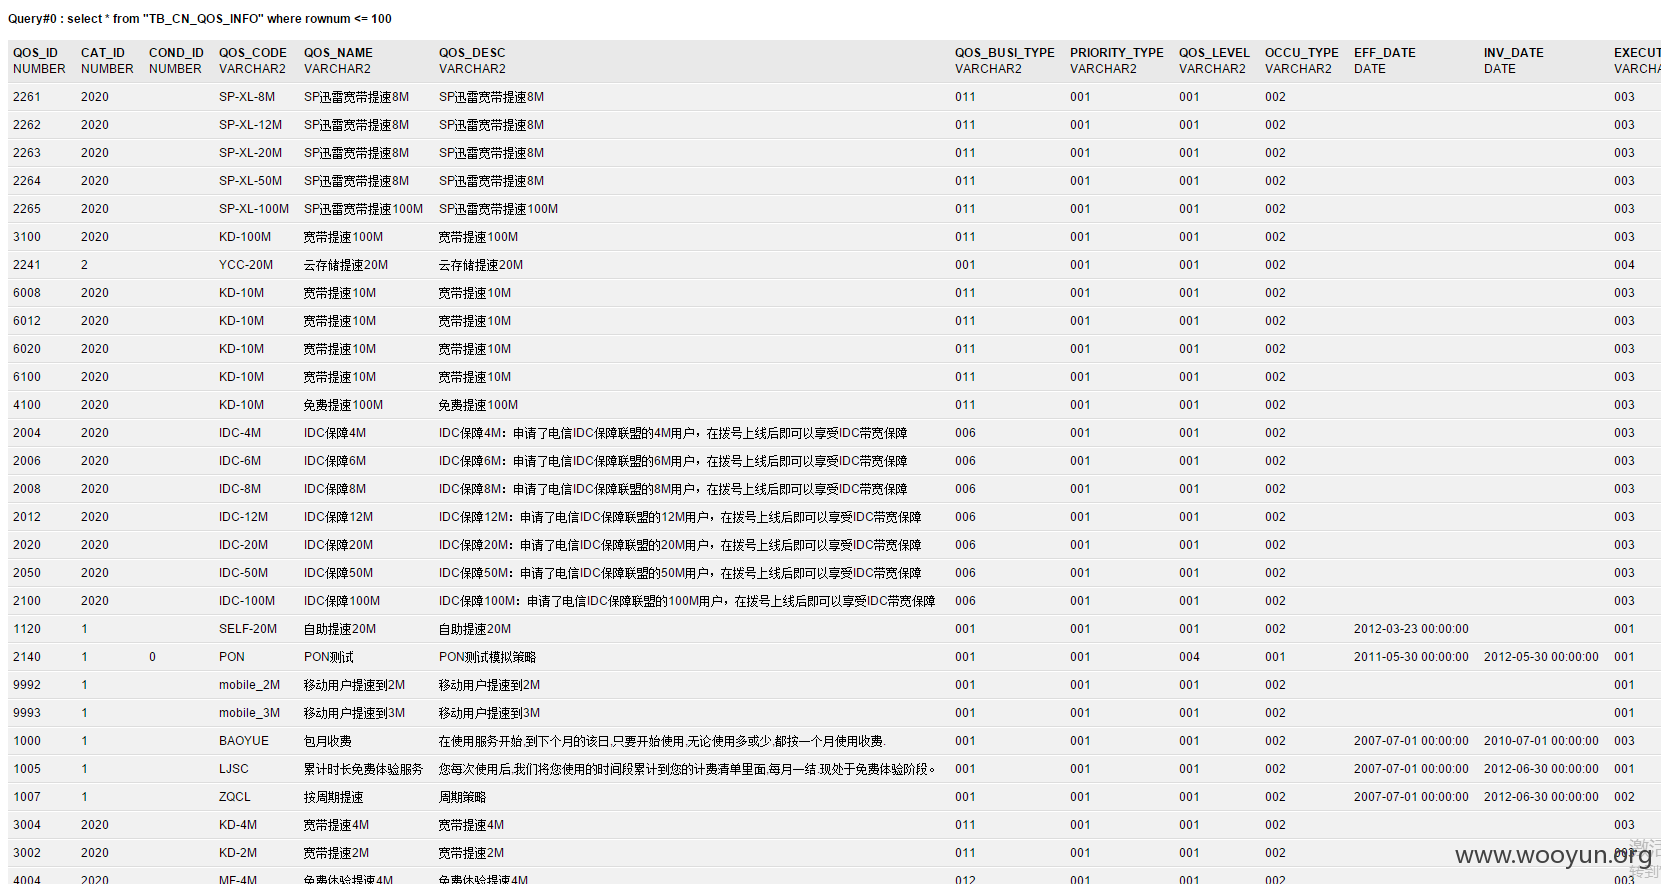 Query#0 : select * from "TB_CN_QOS_INFO" where rownum <= 100
QOS_ID CAT_ID COND_ID QOS_CODE QOS_NAME QOS_DESC QOS_BUSI_TYPE PRIORITY_TYPE QOS_LEVEL OCCU_TYPE EFF_DATE INV_DATE EXECUT
NUMBER NUMBER NUMBER VARCHAR2 VARCHAR2 VARCHAR2 VARCHAR2 VARCHAR2 VARCHAR2 VARCHAR2 DATE DATE VARCHA
2261 2020 SP-XL-8M SP迅雷宽带提速8M SP迅雷宽带提速8M 011 001 001 002 003
2262 2020 SP-XL-12M SP迅雷宽带提速8M SP迅雷宽带提速8M 011 001 001 002 003
2263 2020 SP-XL-20M SP迅雷宽带提速8M SP迅雷宽带提速8M 011 001 001 002 003
2264 2020 SP-XL-50M SP迅雷宽带提速8M SP迅雷宽带提速8M 011 001 001 002 003
2265 2020 SP-XL-100M SP迅雷宽带提速100M SP迅雷宽带提速100M 011 001 001 002 003
3100 2020 KD-100M 宽带提速100M 宽带提速100M 011 001 001 002 003
2241 2 YCC-20M 云存储提速20M 云存储提速20M 001 001 001 002 004
6008 2020 KD-10M 宽带提速10M 宽带提速10M 011 001 001 002 003
6012 2020 KD-10M 宽带提速10M 宽带提速10M 011 001 001 002 003
6020 2020 KD-10M 宽带提速10M 宽带提速10M 011 001 001 002 003
6100 2020 KD-10M 宽带提速10M 宽带提速10M 011 001 001 002 003
4100 2020 KD-10M 免费提速100M 免费提速100M 011 001 001 002 003
2004 2020 IDC-4M IDC保障4M IDC保障4M：申请了电信IDC保障联盟的4M用户，在拨号上线后即可以享受IDC带宽保障 006 001 001 002 003
2006 2020 IDC-6M IDC保障6M IDC保障6M：申请了电信IDC保障联盟的6M用户，在拨号上线后即可以享受IDC带宽保障 006 001 001 002 003
2008 2020 IDC-8M IDC保障8M IDC保障8M：申请了电信IDC保障联盟的8M用户，在拨号上线后即可以享受IDC带宽保障 006 001 001 002 003
2012 2020 IDC-12M IDC保障12M IDC保障12M：申请了电信IDC保障联盟的12M用户，在拨号上线后即可以享受IDC带宽保障 006 001 001 002 003
2020 2020 IDC-20M IDC保障20M IDC保障20M：申请了电信IDC保障联盟的20M用户，在拨号上线后即可以享受IDC带宽保障 006 001 001 002 003
2050 2020 IDC-50M IDC保障50M IDC保障50M：申请了电信IDC保障联盟的50M用户，在拨号上线后即可以享受IDC带宽保障 006 001 001 002 003
2100 2020 IDC-100M IDC保障100M IDC保障100M：申请了电信IDC保障联盟的100M用户，在拨号上线后即可以享受IDC带宽保障 006 001 001 002 003
1120 1 SELF-20M 自助提速20M 自助提速20M 001 001 001 002 2012-03-23 00:00:00 001
2140 1 0 PON PON测试 PON测试模拟策略 001 001 004 001 2011-05-30 00:00:00 2012-05-30 00:00:00 001
9992 1 mobile_2M 移动用户提速到2M 移动用户提速到2M 001 001 001 002 001
9993 1 mobile_3M 移动用户提速到3M 移动用户提速到3M 001 001 001 002 001
1000 1 BAOYUE 包月收费 在使用服务开始,到下个月的该日,只要开始使用,无论使用多或少,都按一个月使用收费. 001 001 001 002 2007-07-01 00:00:00 2010-07-01 00:00:00 003
1005 1 LJSC 累计时长免费体验服务 您每次使用后,我们将您使用的时间段累计到您的计费清单里面,每月一结.现处于免费体验阶段。 001 001 001 002 2007-07-01 00:00:00 2012-06-30 00:00:00 001
1007 1 ZQCL 按周期提速 周期策略 001 001 001 002 2007-07-01 00:00:00 2012-06-30 00:00:00 002
3004 2020 KD-4M 宽带提速4M 宽带提速4M 011 001 001 002 003
3002 2020 KD-2M 宽带提速2M 宽带提速2M 011 001 001 002 003
www.wooyun.org
激活
转到
4004 2020 MF-4M 免费体验提速4M 免费体验提速4M 012 001 001 002 003